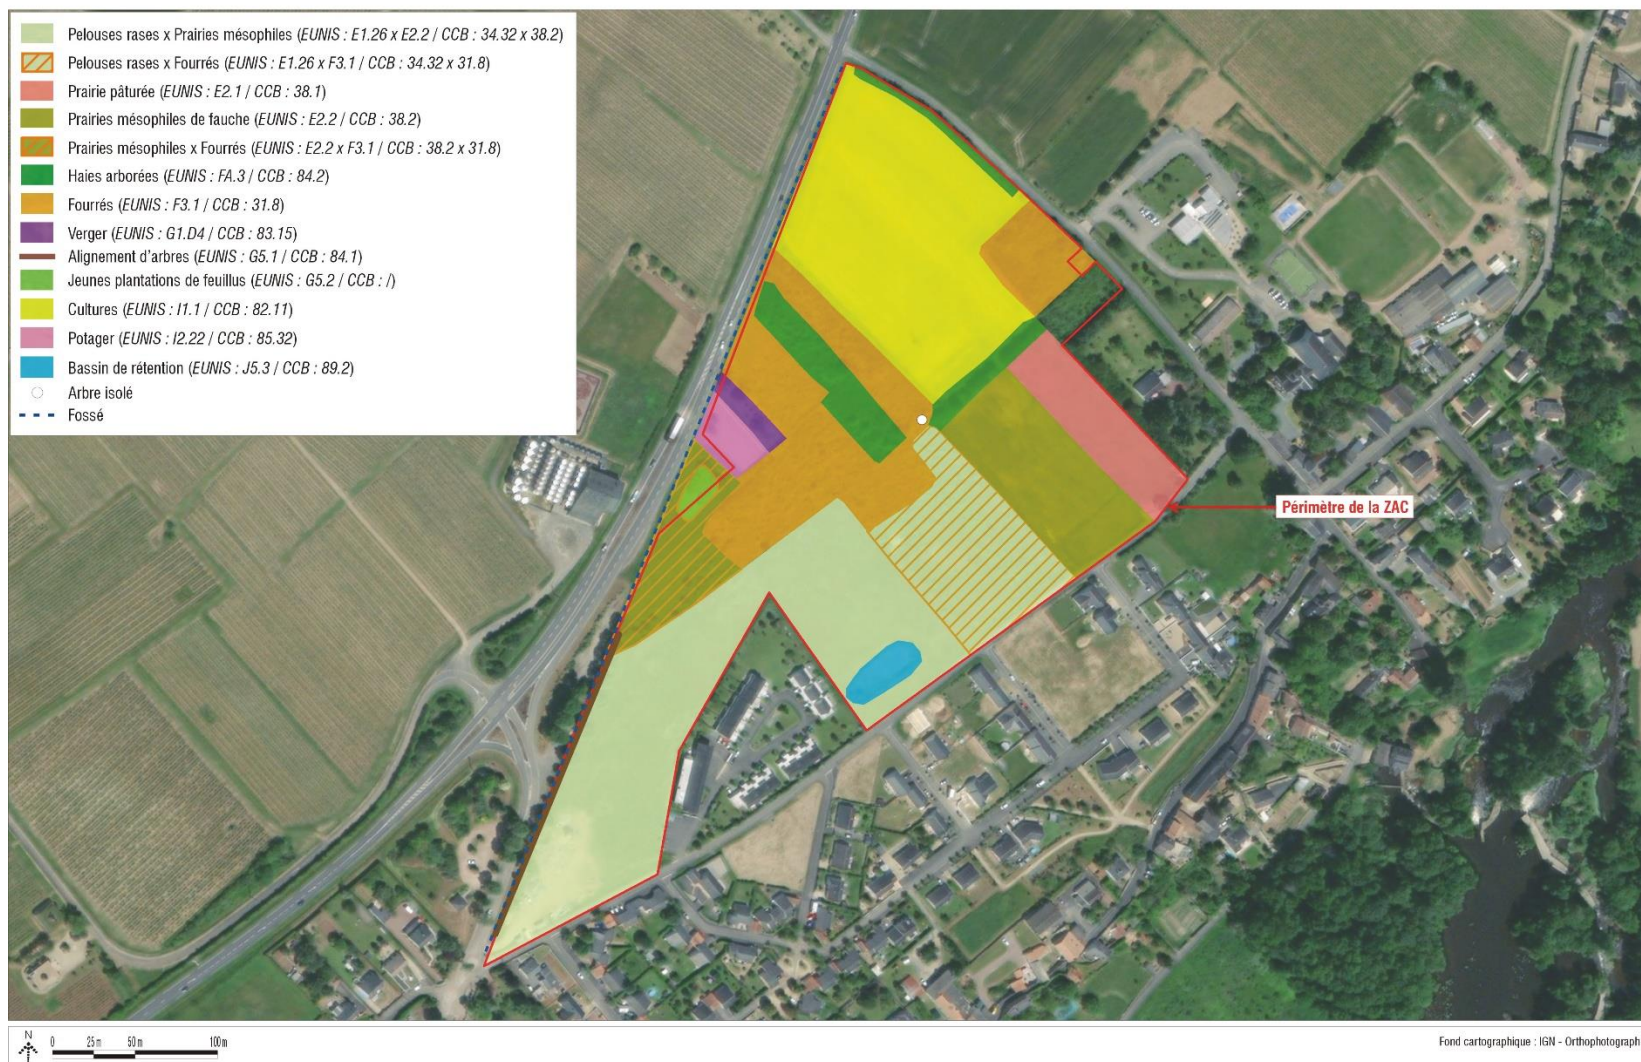 Pelouses rases x Prairies mésophiles (EUNIS : E1.26 x E2.2 / CCB : 34.32 x 38.2)
Pelouses rases x Fourrés (EUNIS : E1.26 x F3.1 / CCB : 34.32 x 31.8)
Prairie pâturée (EUNIS : E2.1 / CCB : 38.1)
Prairies mésophiles de fauche (EUNIS : E2.2 / CCB : 38.2)
Prairies mésophiles x Fourrés (EUNIS : E2.2 x F3.1 / CCB : 38.2 x 31.8)
Haies arborées (EUNIS : FA.3 / CCB : 84.2)
Fourrés (EUNIS : F3.1 / CCB : 31.8)
Verger (EUNIS : G1.D4 / CCB : 83.15)
Alignement d'arbres (EUNIS : G5.1 / CCB : 84.1)
Jeunes plantations de feuillus (EUNIS : G5.2 / CCB : /)
Cultures (EUNIS : I1.1 / CCB : 82.11)
Potager (EUNIS : I2.22 / CCB : 85.32)
Bassin de rétention (EUNIS : J5.3 / CCB : 89.2)
Arbre isolé
Fossé
Périmètre de la ZAC
N
0 25 m 50 m 100 m
Fond cartographique : IGN - Orthophotograph